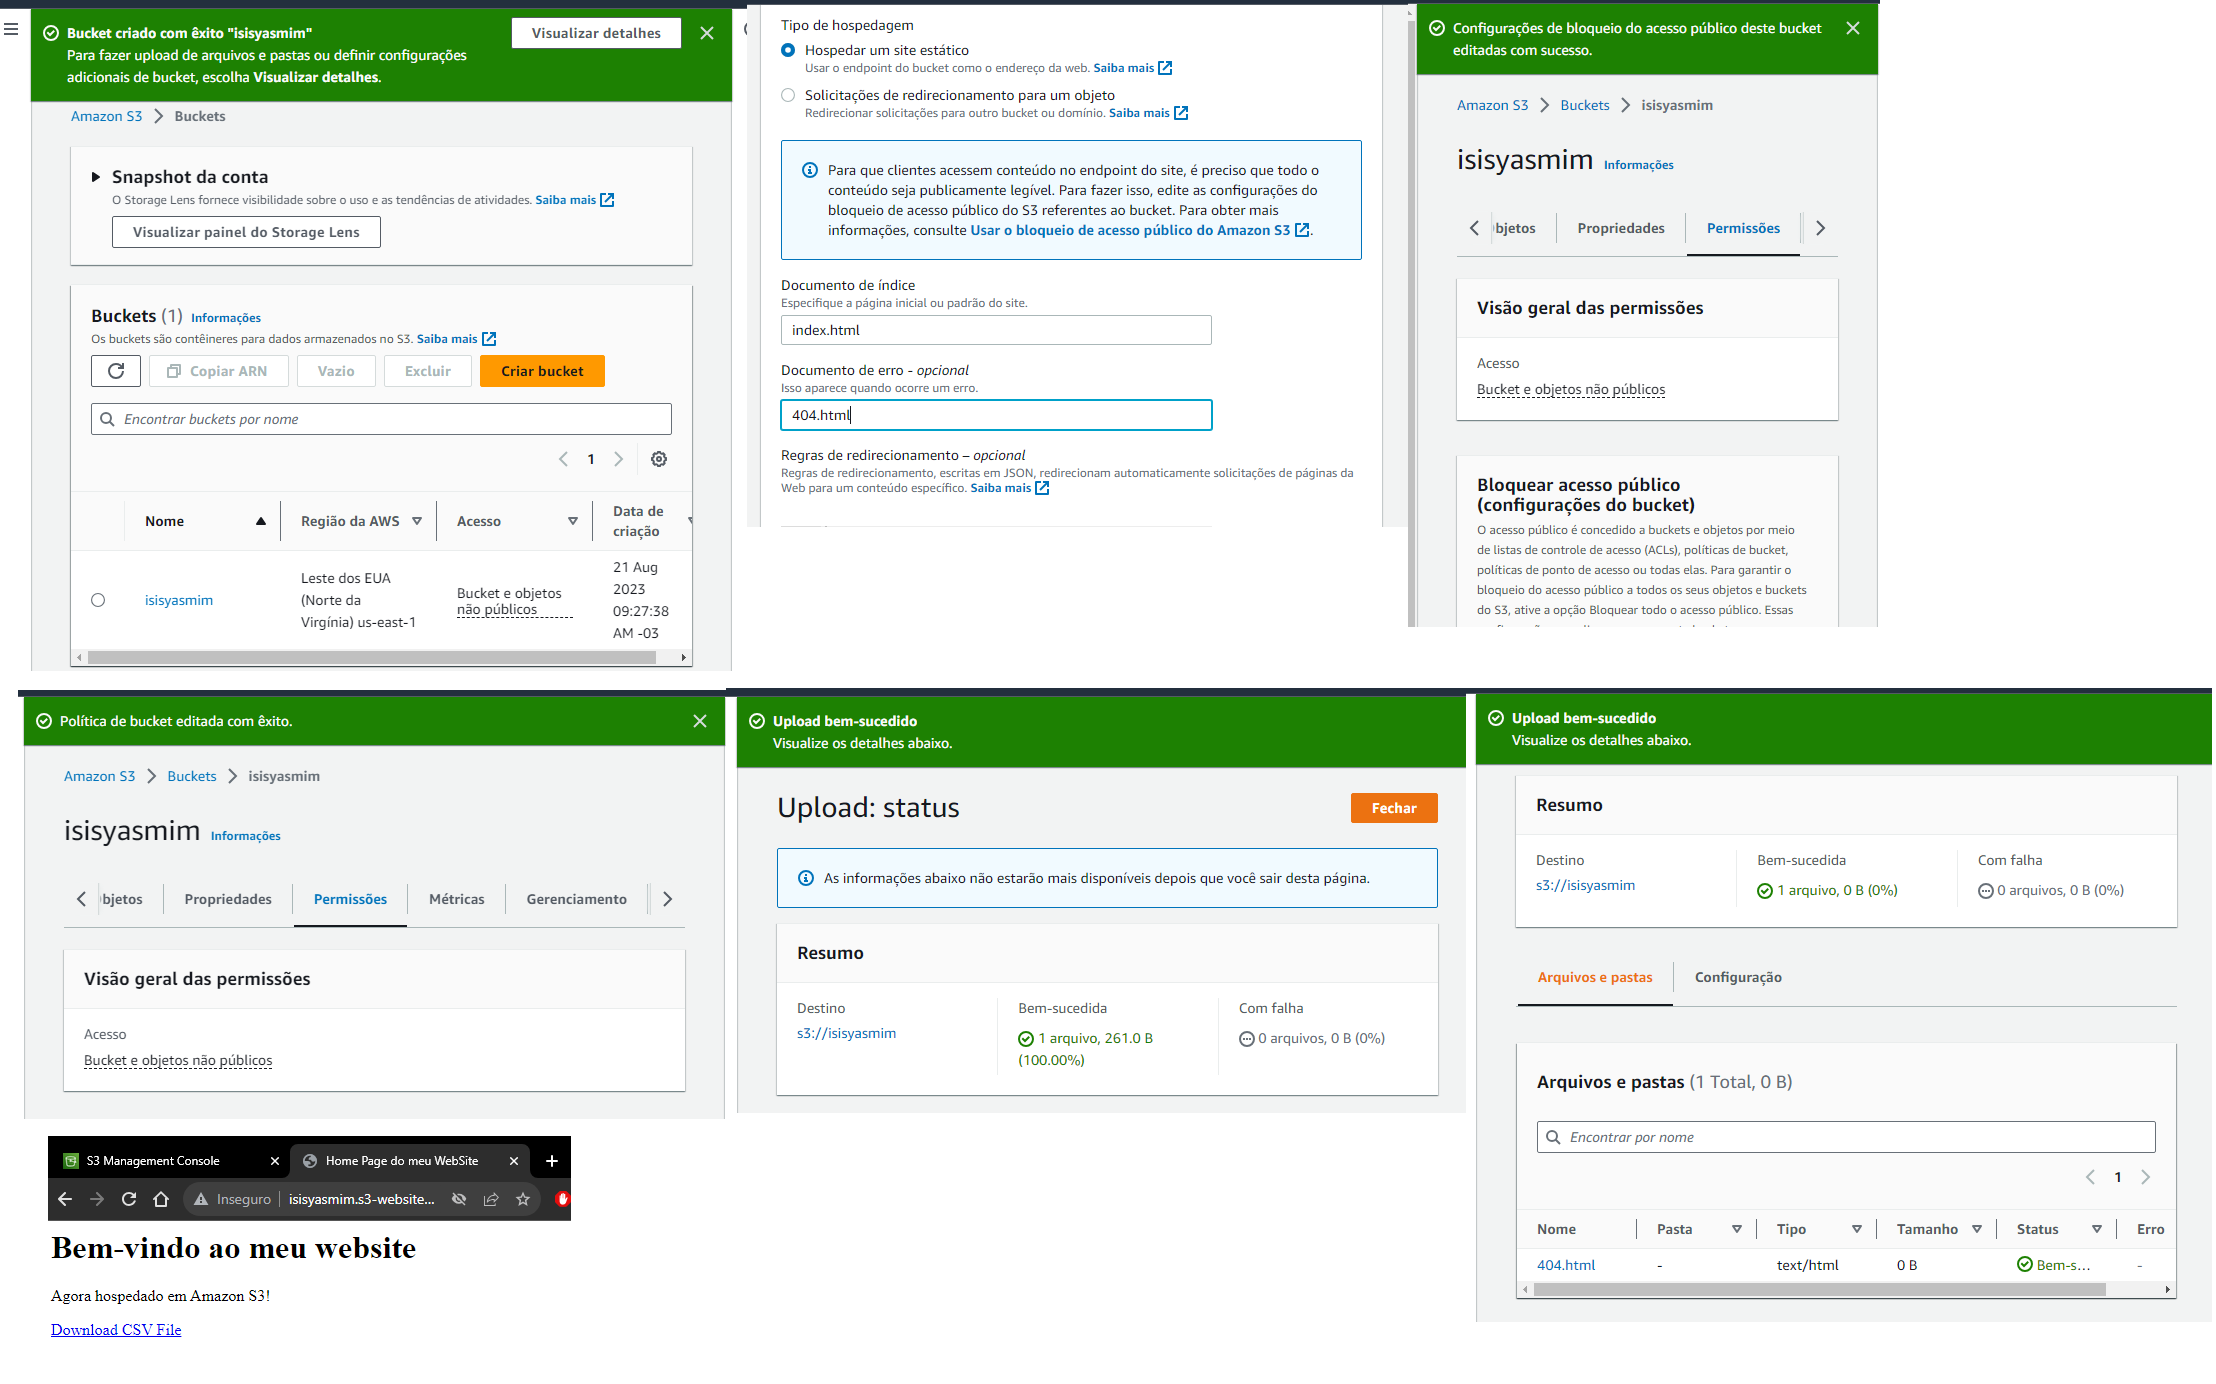 Bucket criado com êxito "isisyasmim"
Para fazer upload de arquivos e pastas ou definir configurações
adicionais de bucket, escolha Visualizar detalhes.
Visualizar detalhes
Amazon S3 > Buckets
Snapshot da conta
O Storage Lens fornece visibilidade sobre o uso e as tendências de atividades. Saiba mais
Visualizar painel do Storage Lens
Buckets (1) Informações
Os buckets são contêineres para dados armazenados no S3. Saiba mais
Copiar ARN
Vazio
Excluir
Criar bucket
Encontrar buckets por nome
1
Nome
Região da AWS
Acesso
Data de
criação
isisyasmim
Leste dos EUA
(Norte da
Virgínia) us-east-1
Bucket e objetos
não públicos
21 Aug
2023
09:27:38
AM -03
Tipo de hospedagem
Hospedar um site estático
Usar o endpoint do bucket como o endereço da web. Saiba mais
Solicitações de redirecionamento para um objeto
Redirecionar solicitações para outro bucket ou domínio. Saiba mais
Para que clientes acessem conteúdo no endpoint do site, é preciso que todo o
conteúdo seja publicamente legível. Para fazer isso, edite as configurações do
bloqueio de acesso público do S3 referentes ao bucket. Para obter mais
informações, consulte Usar o bloqueio de acesso público do Amazon S3.
Documento de índice
Especifique a página inicial ou padrão do site.
index.html
Documento de erro - opcional
Isso aparece quando ocorre um erro.
404.html
Regras de redirecionamento – opcional
Regras de redirecionamento, escritas em JSON, redirecionam automaticamente solicitações de páginas da
Web para um conteúdo específico. Saiba mais
Configurações de bloqueio do acesso público deste bucket
editadas com sucesso.
Amazon S3 > Buckets > isisyasmim
isisyasmim Informações
bjetos
Propriedades
Permissões
Visão geral das permissões
Acesso
Bucket e objetos não públicos
Bloquear acesso público
(configurações do bucket)
O acesso público é concedido a buckets e objetos por meio
de listas de controle de acesso (ACLs), políticas de bucket,
políticas de ponto de acesso ou todas elas. Para garantir o
bloqueio do acesso público a todos os seus objetos e buckets
do S3, ative a opção Bloquear todo o acesso público. Essas
Política de bucket editada com êxito.
Amazon S3 > Buckets > isisyasmim
isisyasmim Informações
bjetos
Propriedades
Permissões
Métricas
Gerenciamento
Visão geral das permissões
Acesso
Bucket e objetos não públicos
Upload bem-sucedido
Visualize os detalhes abaixo.
Upload: status
Fechar
As informações abaixo não estarão mais disponíveis depois que você sair desta página.
Resumo
Destino
s3://isisyasmim
Bem-sucedida
1 arquivo, 261.0 B
(100.00%)
Com falha
0 arquivos, 0 B (0%)
Upload bem-sucedido
Visualize os detalhes abaixo.
Resumo
Destino
s3://isisyasmim
Bem-sucedida
1 arquivo, 0 B (0%)
Com falha
0 arquivos, 0 B (0%)
Arquivos e pastas
Configuração
Arquivos e pastas (1 Total, 0 B)
Encontrar por nome
1
Nome
Pasta
Tipo
Tamanho
Status
Erro
404.html
-
text/html
0 B
Bem-s...
-
S3 Management Console
Home Page do meu WebSite
Inseguro
isisyasmim.s3-website...
Bem-vindo ao meu website
Agora hospedado em Amazon S3!
Download CSV File